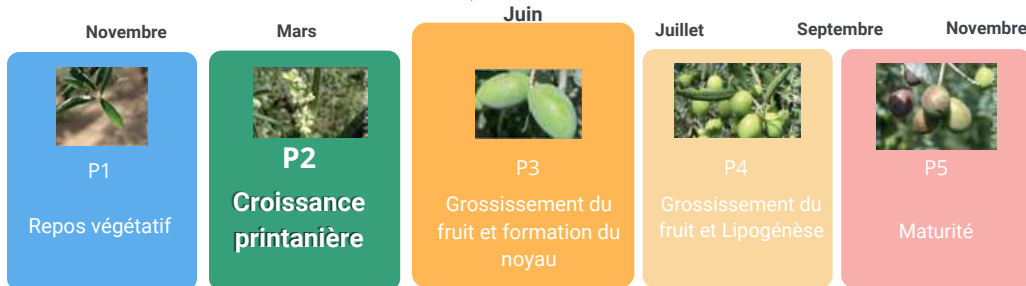 Novembre
Mars
Juin
Juillet
Septembre
Novembre
P1
Repos végétatif
P2
Croissance
printanière
P3
Grossissement du
fruit et formation du
noyau
P4
Grossissement du
fruit et Lipogénèse
P5
Maturité